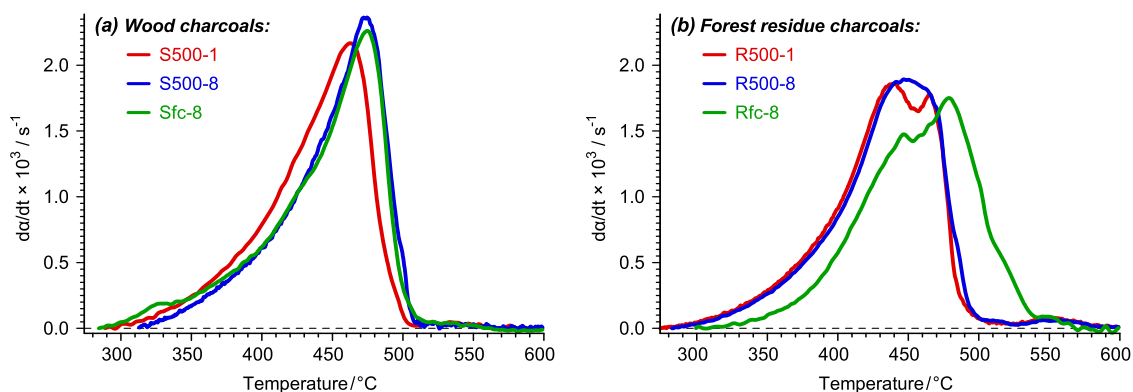 (a) Wood charcoals:
S500-1
S500-8
Sfc-8
2.0
1.5
1.0
0.5
0.0
dα/dt × 10³ / s⁻¹
300 350 400 450 500 550 600
Temperature/°C
(b) Forest residue charcoals:
R500-1
R500-8
Rfc-8
2.0
1.5
1.0
0.5
0.0
dα/dt × 10³ / s⁻¹
300 350 400 450 500 550 600
Temperature/°C